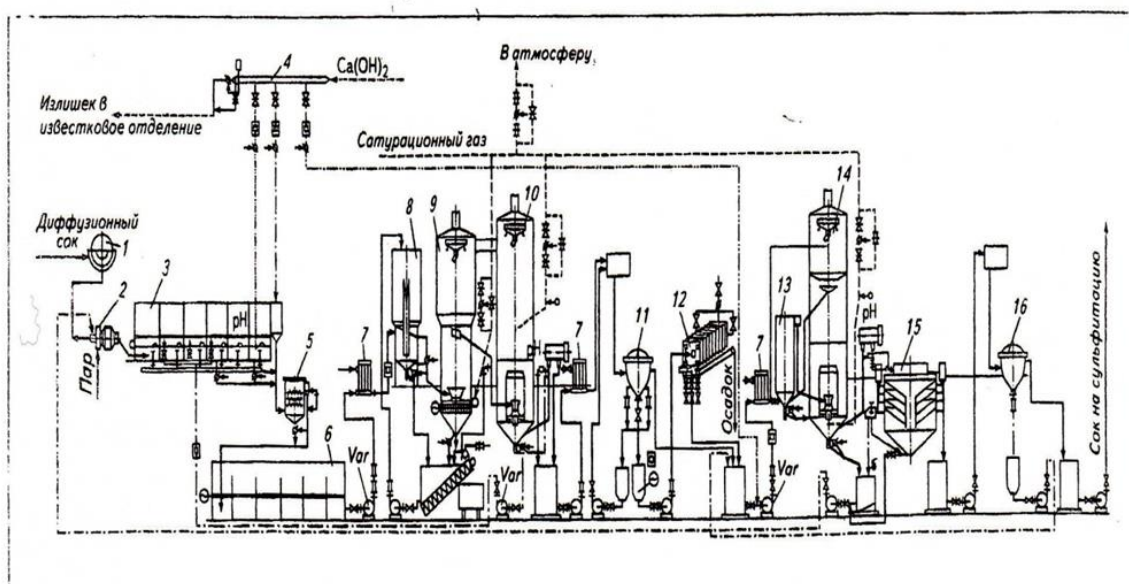 В атмосферу
4
Ca(OH)2
Излишек в
известковое отделение
Сатурационный газ
14
10
8
9
Диффузионный
сок
1
2
3
pH
13
12
11
7
7
7
pH
15
16
5
Пар
Осадок
6
Var
Var
Var
Сок на сульфитацию